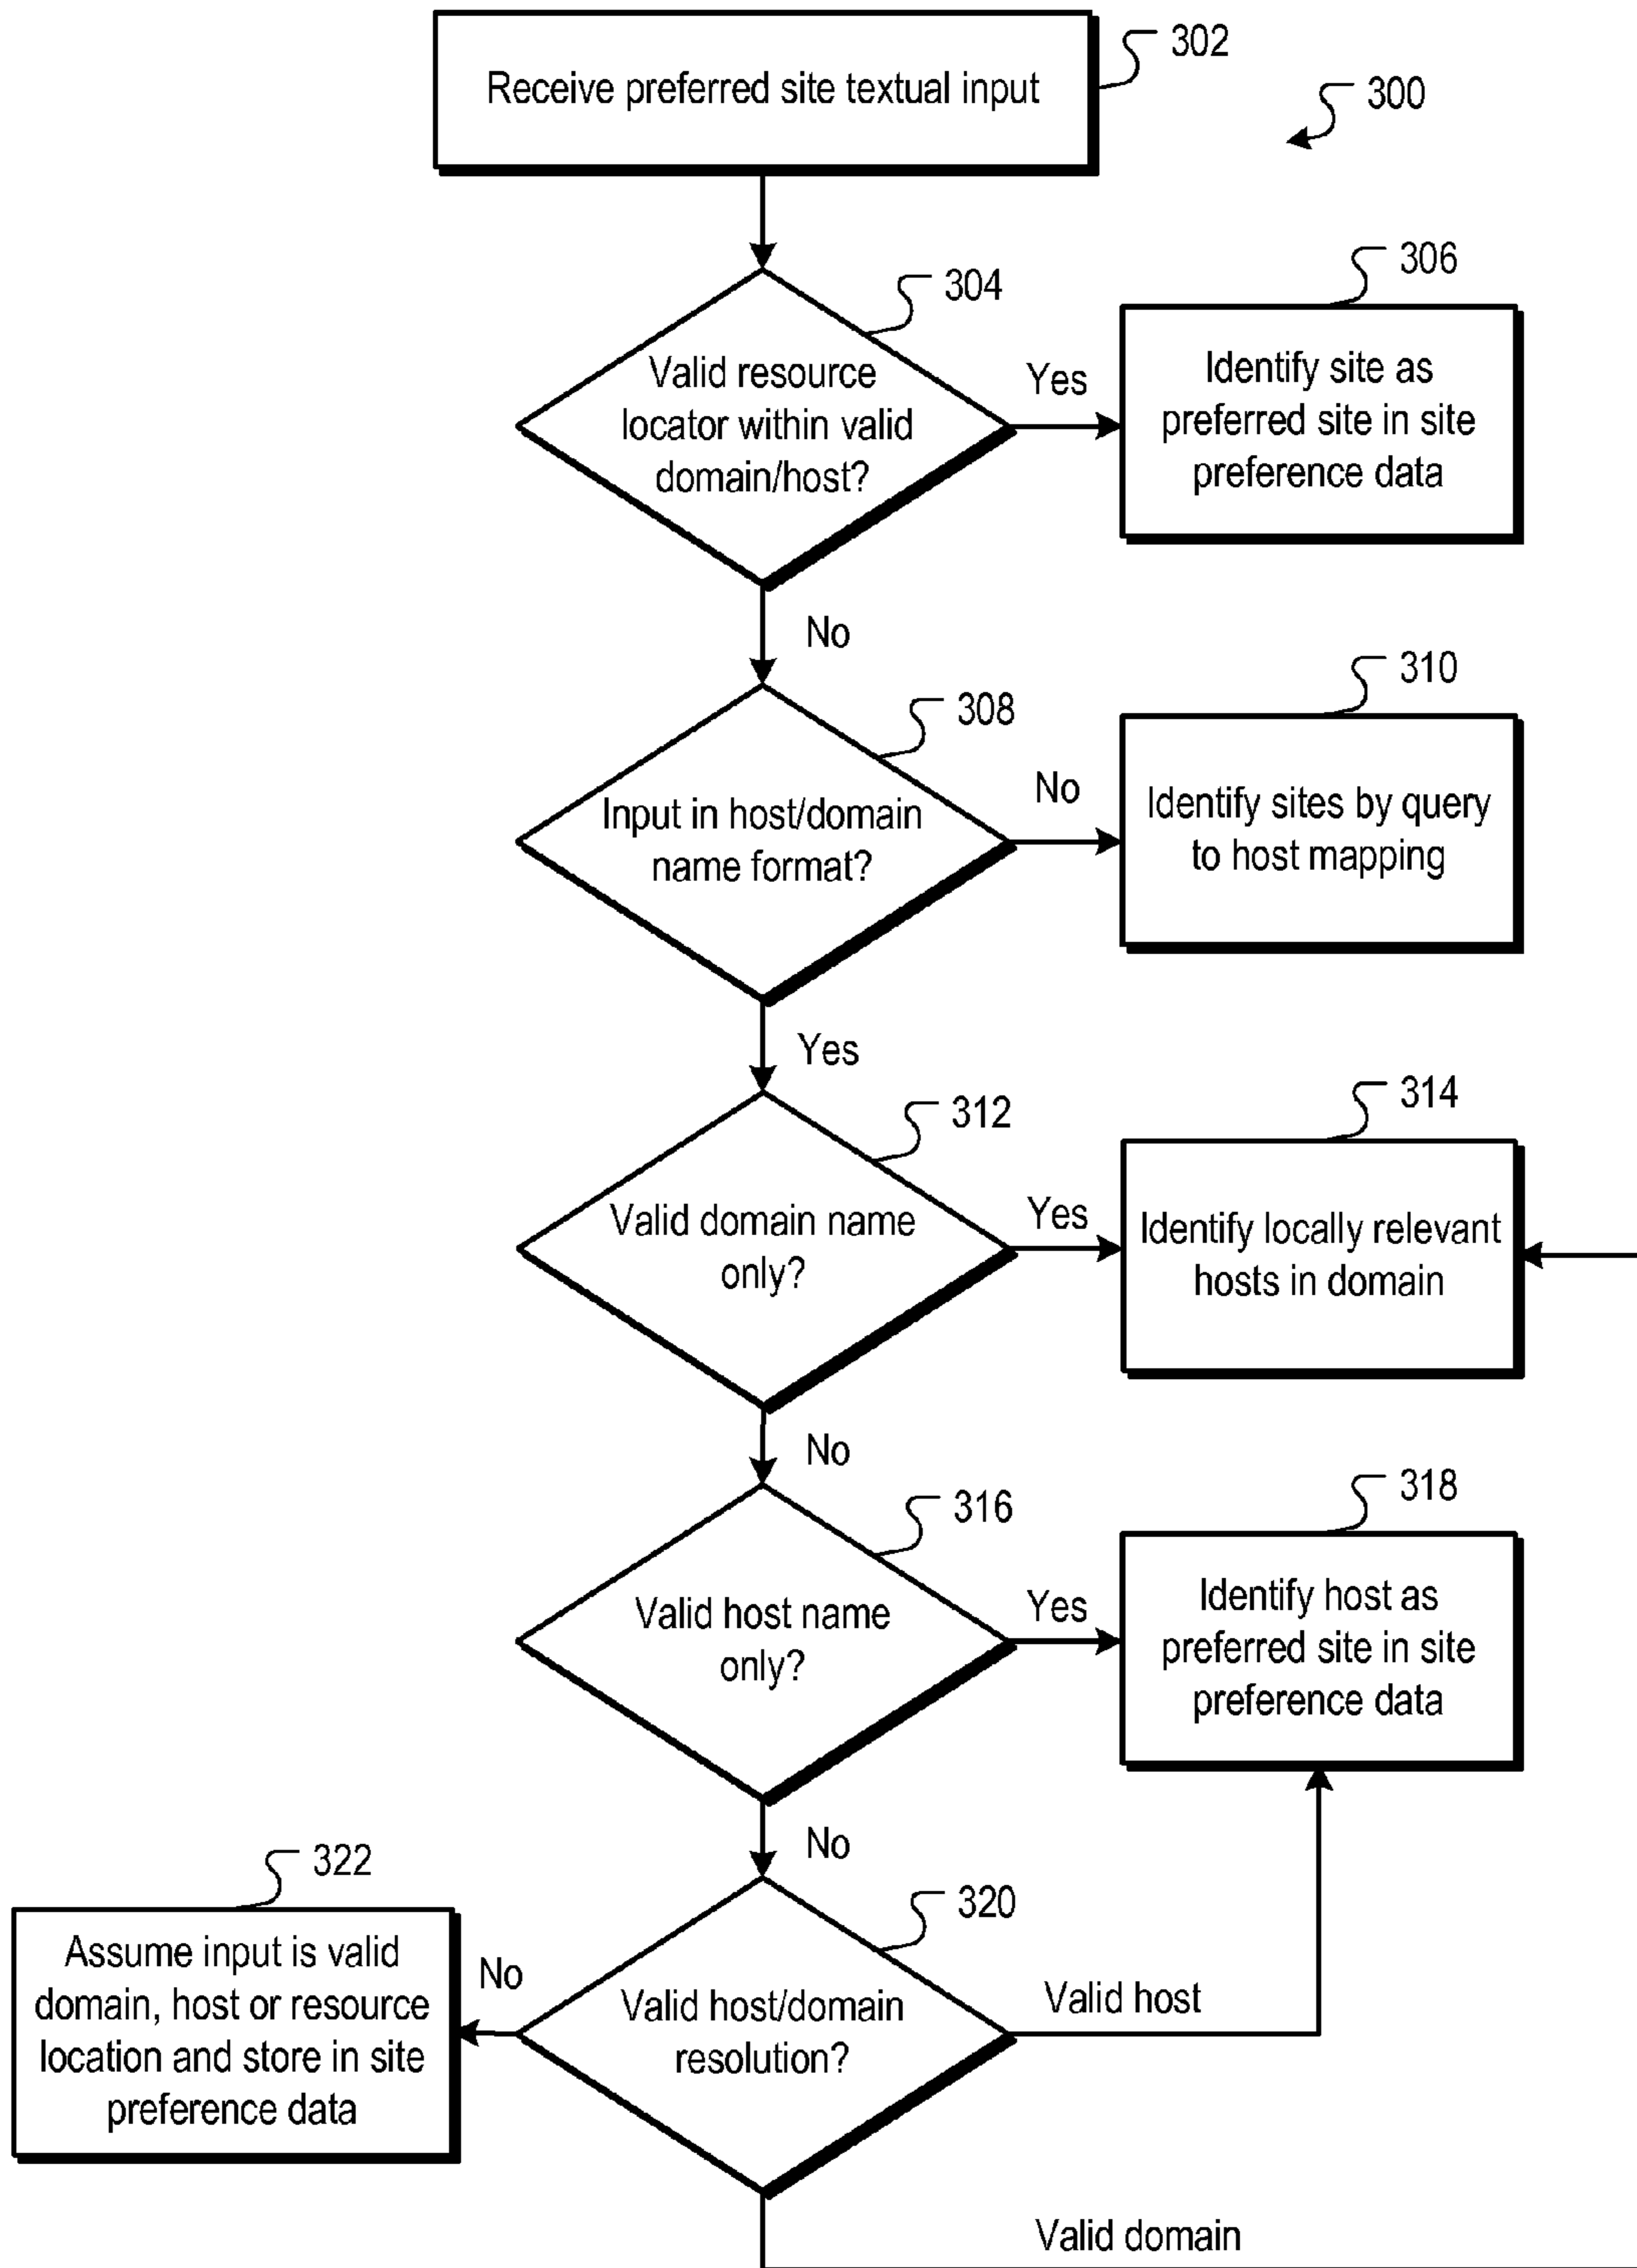 Receive preferred site textual input
302
300
Valid resource
locator within valid
domain/host?
304
Yes
Identify site as
preferred site in site
preference data
306
No
Input in host/domain
name format?
308
No
Identify sites by query
to host mapping
310
Yes
Valid domain name
only?
312
Yes
Identify locally relevant
hosts in domain
314
No
Valid host name
only?
316
Yes
Identify host as
preferred site in site
preference data
318
No
Valid host/domain
resolution?
320
No
Assume input is valid
domain, host or resource
location and store in site
preference data
322
Valid host
Valid domain